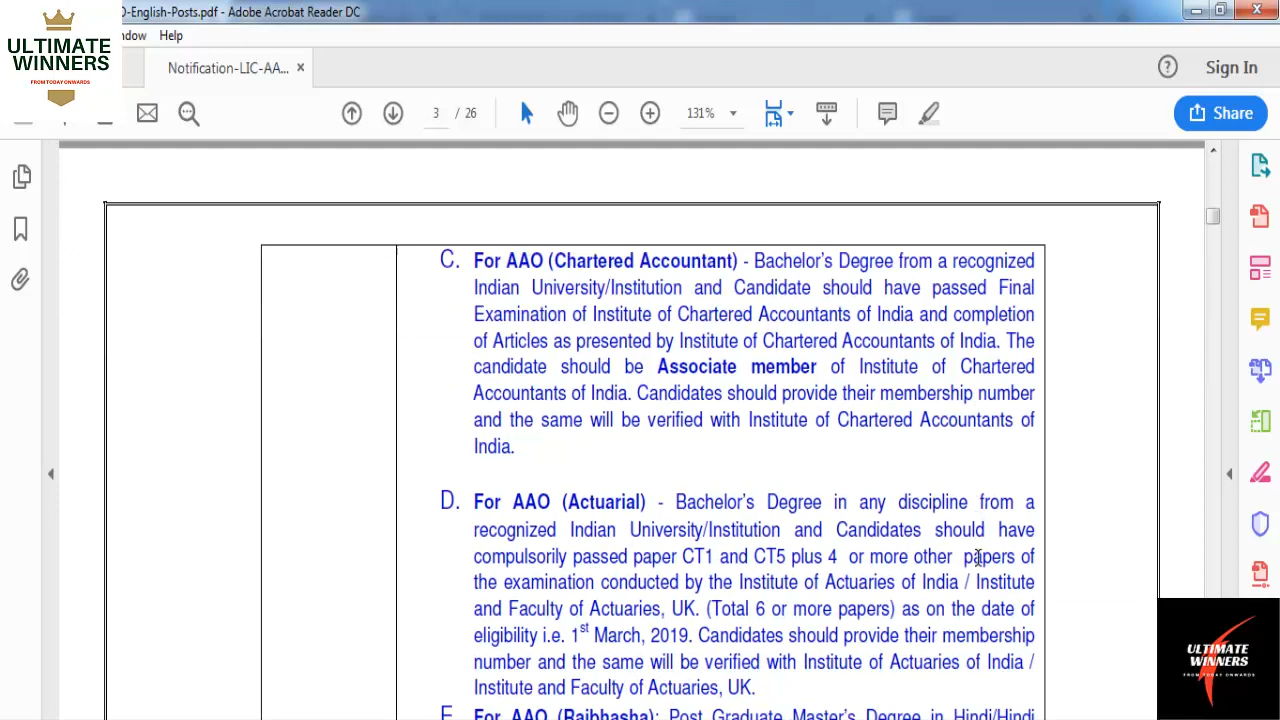 O-English-Posts.pdf - Adobe Acrobat Reader DC
ULTIMATE
WINNERS
FROM TODAY ONWARDS
ndow Help
Notification-LIC-AA... ×
? Sign In
3 / 26
131%
Share
C. For AAO (Chartered Accountant) - Bachelor's Degree from a recognized
Indian University/Institution and Candidate should have passed Final
Examination of Institute of Chartered Accountants of India and completion
of Articles as presented by Institute of Chartered Accountants of India. The
candidate should be Associate member of Institute of Chartered
Accountants of India. Candidates should provide their membership number
and the same will be verified with Institute of Chartered Accountants of
India.
D. For AAO (Actuarial) - Bachelor's Degree in any discipline from a
recognized Indian University/Institution and Candidates should have
compulsorily passed paper CT1 and CT5 plus 4 or more other papers of
the examination conducted by the Institute of Actuaries of India / Institute
and Faculty of Actuaries, UK. (Total 6 or more papers) as on the date of
eligibility i.e. 1st March, 2019. Candidates should provide their membership
number and the same will be verified with Institute of Actuaries of India /
Institute and Faculty of Actuaries, UK.
E. For AAO (Rajbhasha): Post Graduate Master's Degree in Hindi/Hindi
ULTIMATE
WINNERS
FROM TODAY ONWARDS